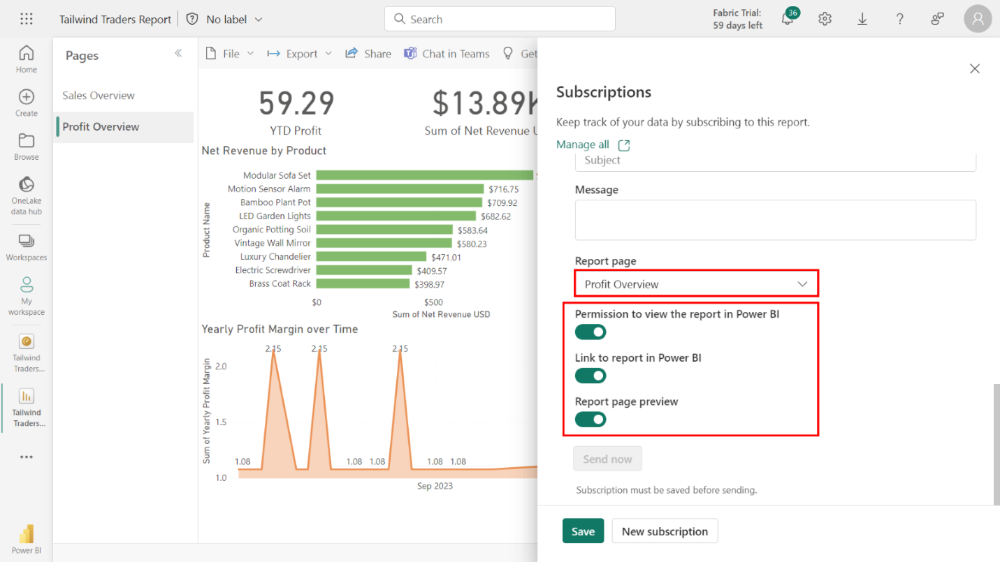 Tailwind Traders Report
No label
Search
Fabric Trial:
59 days left
36
Home
Create
Browse
OneLake
data hub
Workspaces
My
workspace
Tailwind
Traders...
Tailwind
Traders...
Power BI
Pages
Sales Overview
Profit Overview
File
Export
Share
Chat in Teams
Get
59.29
YTD Profit
$13.89K
Sum of Net Revenue U
Net Revenue by Product
Product Name
Modular Sofa Set
Motion Sensor Alarm $716.75
Bamboo Plant Pot $709.92
LED Garden Lights $682.62
Organic Potting Soil $583.64
Vintage Wall Mirror $580.23
Luxury Chandelier $471.01
Electric Screwdriver $409.57
Brass Coat Rack $398.97
$0 $500
Sum of Net Revenue USD
Yearly Profit Margin over Time
Sum of Yearly Profit Margin
2.15 2.15 2.15
2.0
1.5
1.08 1.08 1.08 1.08 1.08
1.0
Sep 2023
Subscriptions
Keep track of your data by subscribing to this report.
Manage all
Subject
Message
Report page
Profit Overview
Permission to view the report in Power BI
Link to report in Power BI
Report page preview
Send now
Subscription must be saved before sending.
Save
New subscription